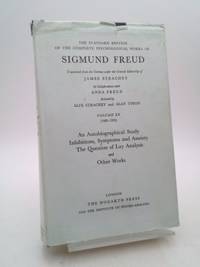 THE STANDARD EDITION
OF THE COMPLETE PSYCHOLOGICAL WORKS OF
SIGMUND FREUD
Translated from the German under the General Editorship of
JAMES STRACHEY
In Collaboration with
ANNA FREUD
Assisted by
ALIX STRACHEY and ALAN TYSON
VOLUME XX
(1925–1926)
An Autobiographical Study
Inhibitions, Symptoms and Anxiety
The Question of Lay Analysis
and
Other Works
LONDON
THE HOGARTH PRESS
AND THE INSTITUTE OF PSYCHO-ANALYSIS